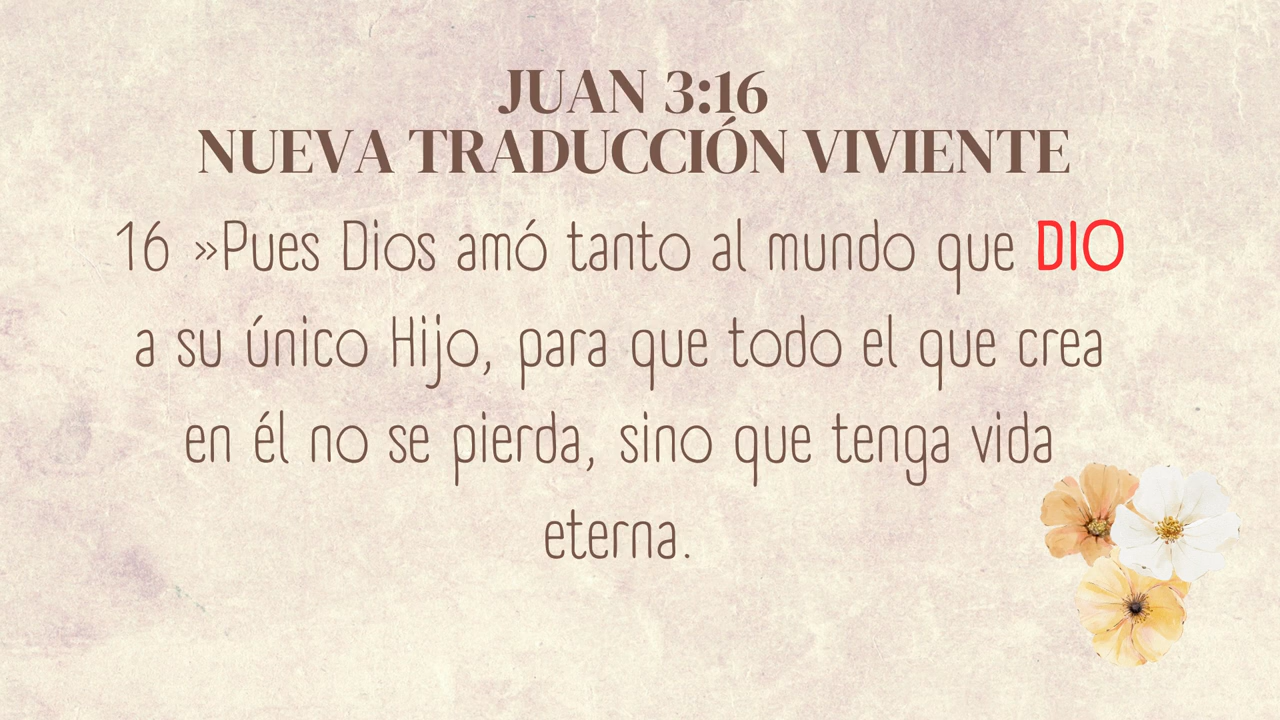 JUAN 3:16
NUEVA TRADUCCIÓN VIVIENTE
16 »Pues Dios amó tanto al mundo que DIO
a su único Hijo, para que todo el que crea
en él no se pierda, sino que tenga vida
eterna.